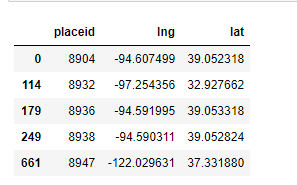 placeid lng lat
0 8904 -94.607499 39.052318
114 8932 -97.254356 32.927662
179 8936 -94.591995 39.053318
249 8938 -94.590311 39.052824
661 8947 -122.029631 37.331880